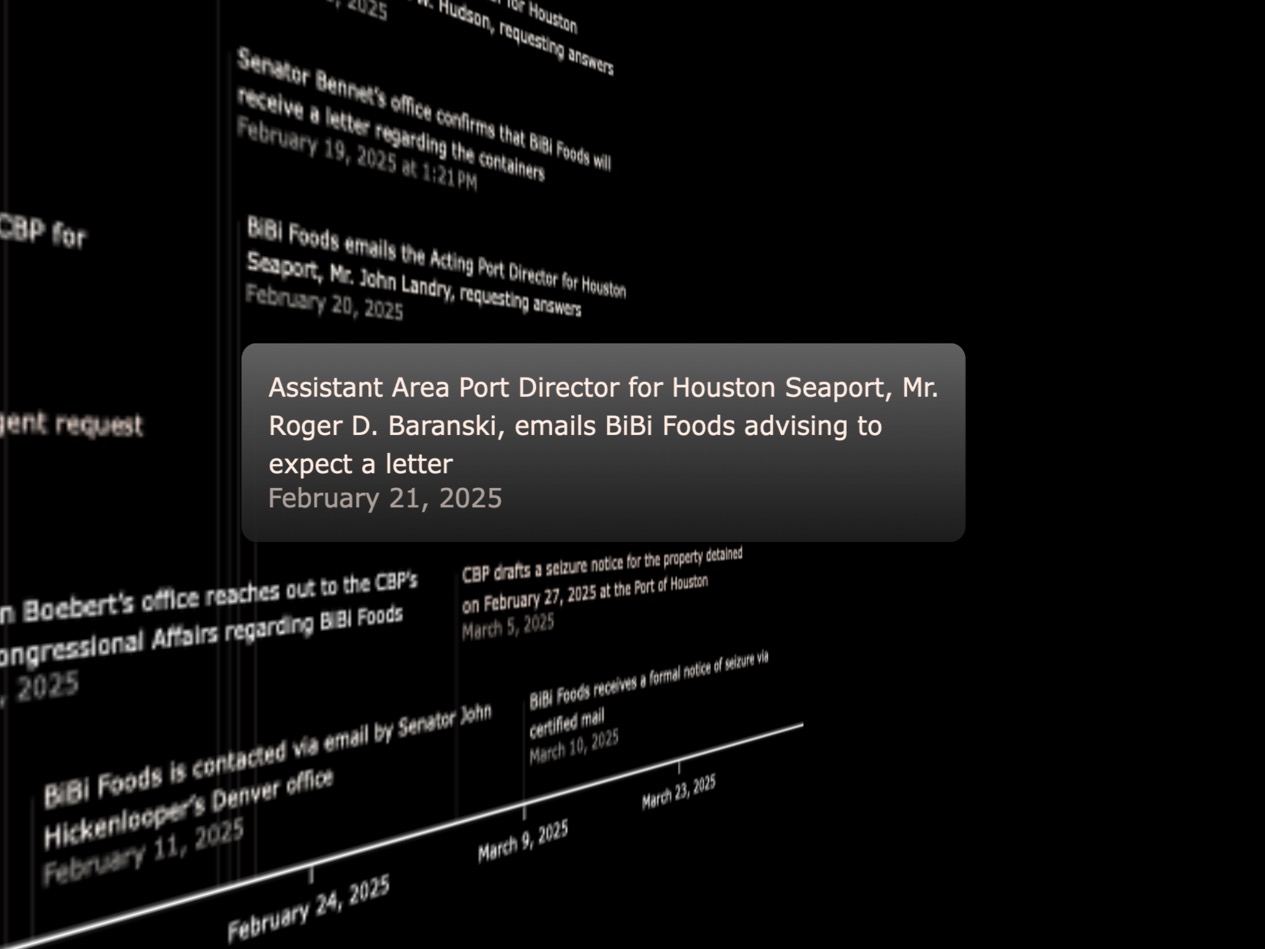 for Houston
W. Hudson, requesting answers
, 2025
Senator Bennet's office confirms that BiBi Foods will
receive a letter regarding the containers
February 19, 2025 at 1:21 PM
CBP for
BiBi Foods emails the Acting Port Director for Houston
Seaport, Mr. John Landry, requesting answers
February 20, 2025
Assistant Area Port Director for Houston Seaport, Mr.
Roger D. Baranski, emails BiBi Foods advising to
expect a letter
February 21, 2025
gent request
CBP drafts a seizure notice for the property detained
on February 27, 2025 at the Port of Houston
March 5, 2025
n Boebert's office reaches out to the CBP's
ongressional Affairs regarding BiBi Foods
, 2025
BiBi Foods receives a formal notice of seizure via
certified mail
March 10, 2025
BiBi Foods is contacted via email by Senator John
Hickenlooper's Denver office
February 11, 2025
February 24, 2025
March 9, 2025
March 23, 2025